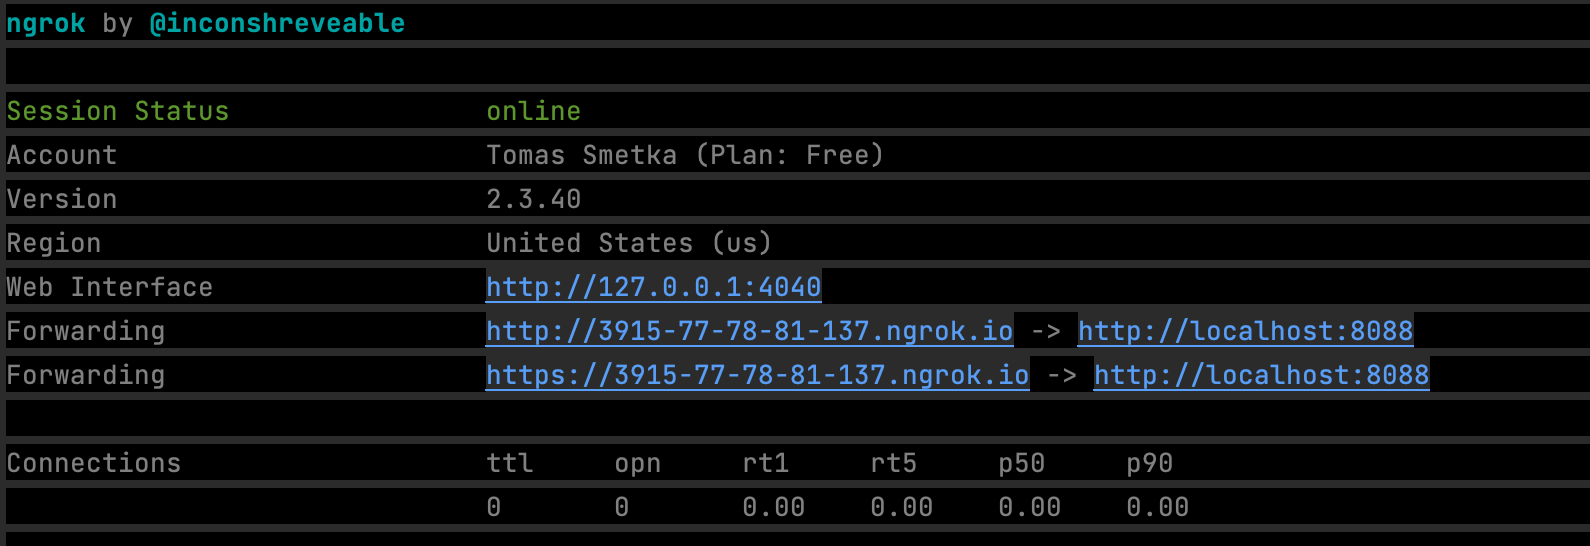 ngrok by @inconshreveable
Session Status online
Account Tomas Smetka (Plan: Free)
Version 2.3.40
Region United States (us)
Web Interface http://127.0.0.1:4040
Forwarding http://3915-77-78-81-137.ngrok.io -> http://localhost:8088
Forwarding https://3915-77-78-81-137.ngrok.io -> http://localhost:8088
Connections ttl opn rt1 rt5 p50 p90
0 0 0.00 0.00 0.00 0.00